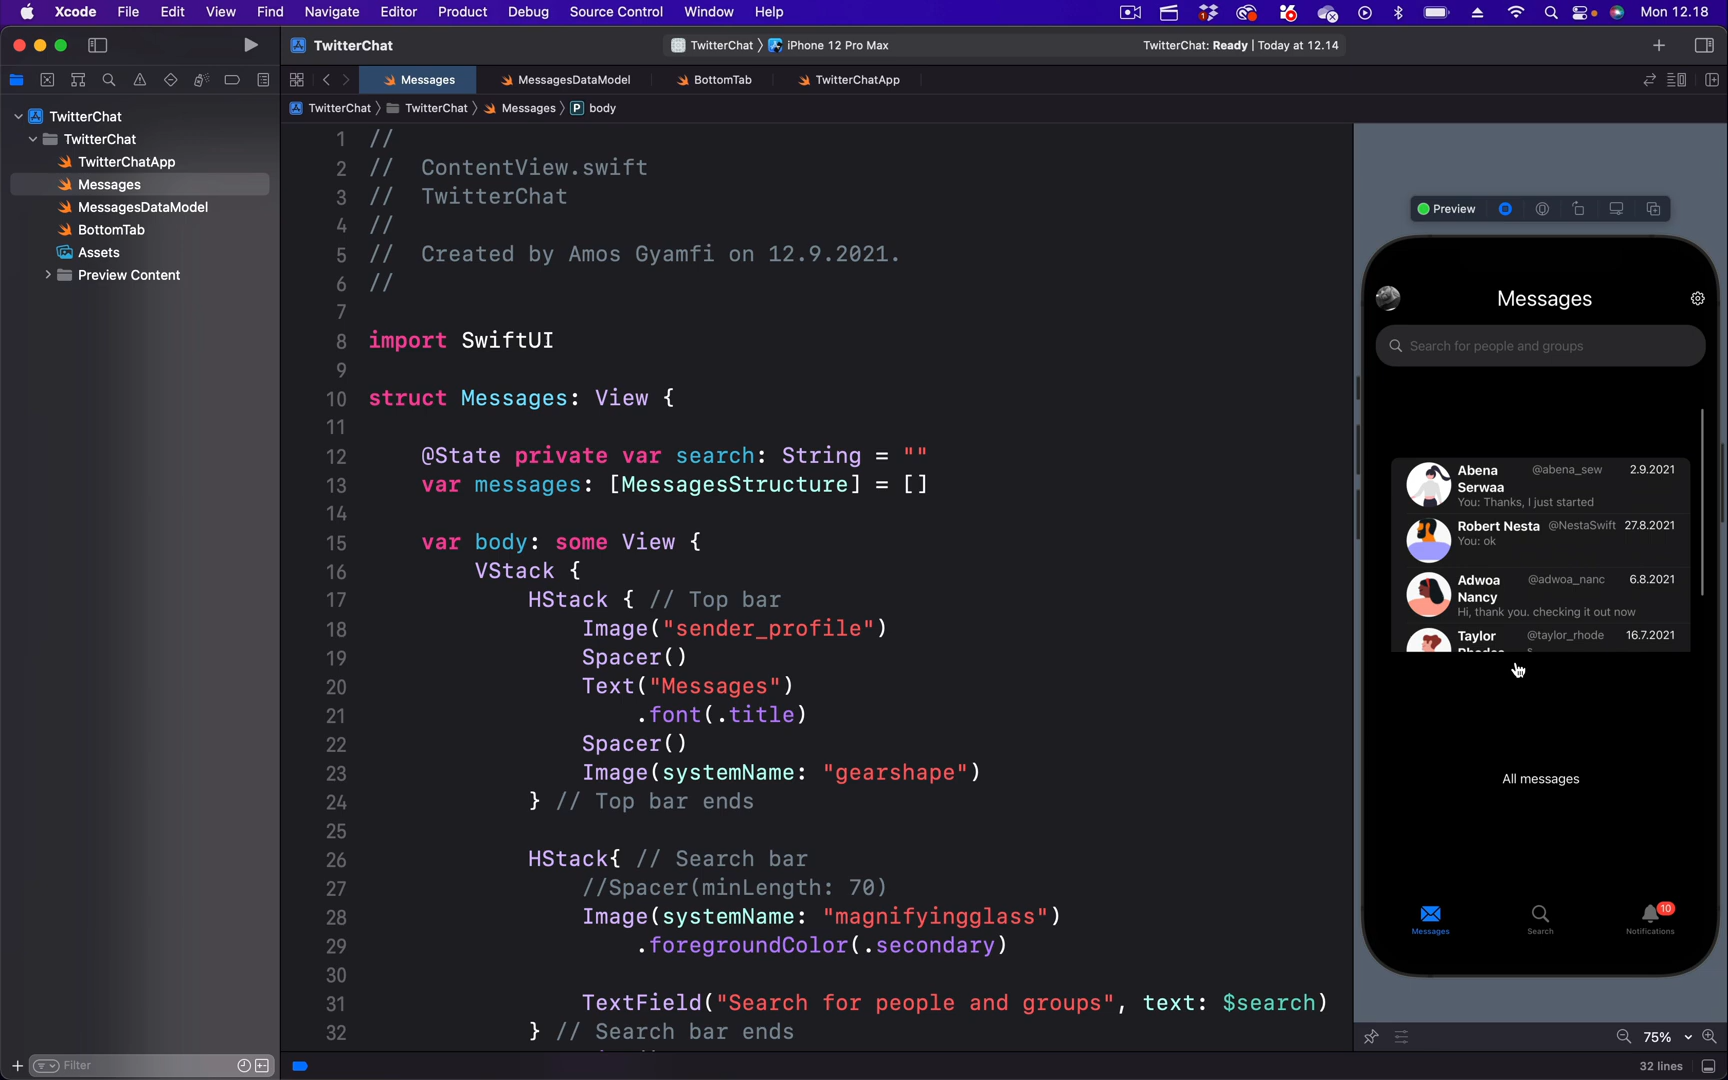 Xcode File Edit View Find Navigate Editor Product Debug Source Control Window Help Mon 12.18
TwitterChat TwitterChat iPhone 12 Pro Max TwitterChat: Ready | Today at 12.14
Messages MessagesDataModel BottomTab TwitterChatApp
TwitterChat TwitterChat Messages body
TwitterChat
TwitterChat
TwitterChatApp
Messages
MessagesDataModel
BottomTab
Assets
Preview Content
1 //
2 // ContentView.swift
3 // TwitterChat
4 //
5 // Created by Amos Gyamfi on 12.9.2021.
6 //
7
8 import SwiftUI
9
10 struct Messages: View {
11
12 @State private var search: String = ""
13 var messages: [MessagesStructure] = []
14
15 var body: some View {
16 VStack {
17 HStack { // Top bar
18 Image("sender_profile")
19 Spacer()
20 Text("Messages")
21 .font(.title)
22 Spacer()
23 Image(systemName: "gearshape")
24 } // Top bar ends
25
26 HStack{ // Search bar
27 //Spacer(minLength: 70)
28 Image(systemName: "magnifyingglass")
29 .foregroundColor(.secondary)
30
31 TextField("Search for people and groups", text: $search)
32 } // Search bar ends
Preview
Messages
Search for people and groups
Abena Serwaa @abena_sew 2.9.2021
You: Thanks, I just started
Robert Nesta @NestaSwift 27.8.2021
You: ok
Adwoa Nancy @adwoa_nanc 6.8.2021
Hi, thank you. checking it out now
Taylor @taylor_rhodes 16.7.2021
All messages
10
Messages Search Notifications
75%
Filter
32 lines